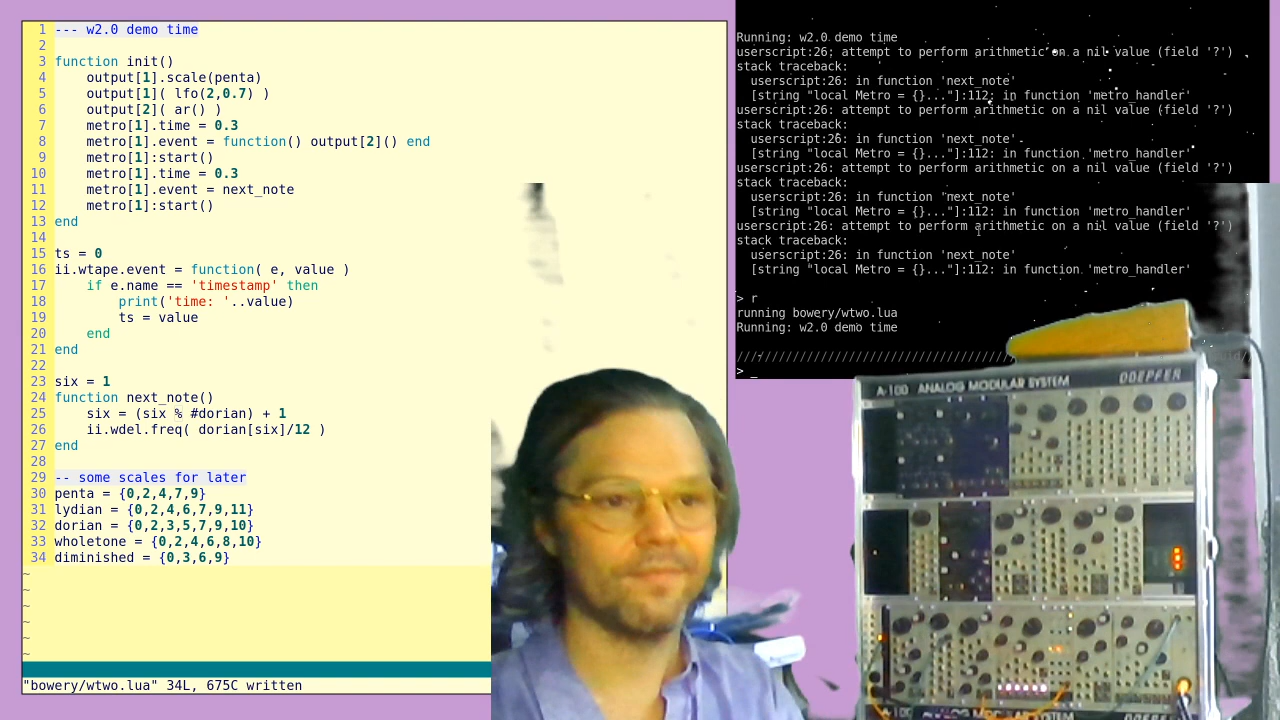 1 --- w2.0 demo time
2
3 function init()
4     output[1].scale(penta)
5     output[1]( lfo(2,0.7) )
6     output[2]( ar() )
7     metro[1].time = 0.3
8     metro[1].event = function() output[2]() end
9     metro[1]:start()
10     metro[1].time = 0.3
11     metro[1].event = next_note
12     metro[1]:start()
13 end
14
15 ts = 0
16 ii.wtape.event = function( e, value )
17     if e.name == 'timestamp' then
18         print('time: '..value)
19         ts = value
20     end
21 end
22
23 six = 1
24 function next_note()
25     six = (six % #dorian) + 1
26     ii.wdel.freq( dorian[six]/12 )
27 end
28
29 -- some scales for later
30 penta = {0,2,4,7,9}
31 lydian = {0,2,4,6,7,9,11}
32 dorian = {0,2,3,5,7,9,10}
33 wholetone = {0,2,4,6,8,10}
34 diminished = {0,3,6,9}
~
~
~
~
~
~
"bowery/wtwo.lua" 34L, 675C written
Running: w2.0 demo time
userscript:26: attempt to perform arithmetic on a nil value (field '?')
stack traceback:
  userscript:26: in function 'next_note'
  [string "local Metro = {}..."]:112: in function 'metro_handler'
userscript:26: attempt to perform arithmetic on a nil value (field '?')
stack traceback:
  userscript:26: in function 'next_note'
  [string "local Metro = {}..."]:112: in function 'metro_handler'
userscript:26: attempt to perform arithmetic on a nil value (field '?')
stack traceback:
  userscript:26: in function 'next_note'
  [string "local Metro = {}..."]:112: in function 'metro_handler'
userscript:26: attempt to perform arithmetic on a nil value (field '?')
stack traceback:
  userscript:26: in function 'next_note'
  [string "local Metro = {}..."]:112: in function 'metro_handler'

> r
running bowery/wtwo.lua
Running: w2.0 demo time

///////////////////////////////////////
> _
A-100 ANALOG MODULAR SYSTEM DOEPFER
A-100 ANALOG MODULAR SYSTEM DOEPFER